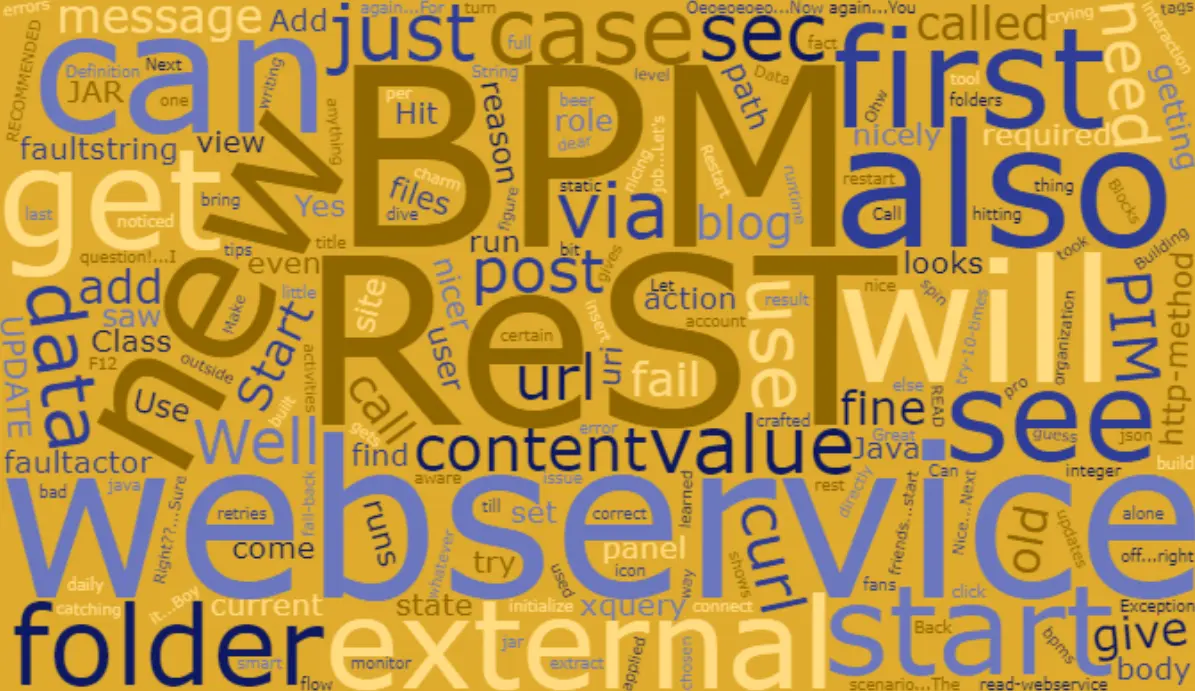 errors
message
Add
again...For
turn
Oeoeoeoeo...Now again...You
called
crying
need
interaction
tags
RECOMMENDED
can
Definition
Next
JAR
one
writing
just
full
case
String
level
sec
fact
path
Data
first
tool
folders
Ohw
getting
faultstring
view
anything
BPM
per
Hit
reason
beer
role
dear
job...Let's
nicing
Restart
runtime
nicely
required
get
last
noticed
bring
Yes
files
charm
dive
figure
static
via
blog
restart
also
Call
thing
hitting
Blocks
took
Building
question!...I
tips
title
new
even
run
bit
gives
looks
add
saw
data
Make
little
site
nicer
post
Let
action
account
use
result
nice
spin
will
try-10-bmes
organization
PIM
http-method
UPDATE
Class
F12
outside
Start
activities
ReST
user
certain
insert
url
uri
fail
else
READ
pro
Use
built
call
gets
crafted
fine
see
guess
json
faultactor
Well
find
content
error
value
Java
Great
Can
integer
build
bad
java
aware
issue
rest
directly
webservice
retries
fall-back
Right??...Sure
come
runs
till
set
correct
learned
curl
friends...start
Nice...Next
old
updates
alone
off...right
whatever
try
used
panel
icon
way
shows
fans
click
daily
catching
it...Boy
current
state
initialize
xquery
connect
Exception
folder
smart
flow
monitor
external
jar
extract
applied
chosen
start
Back
bpms
give
body
scenario...The
read-webservice